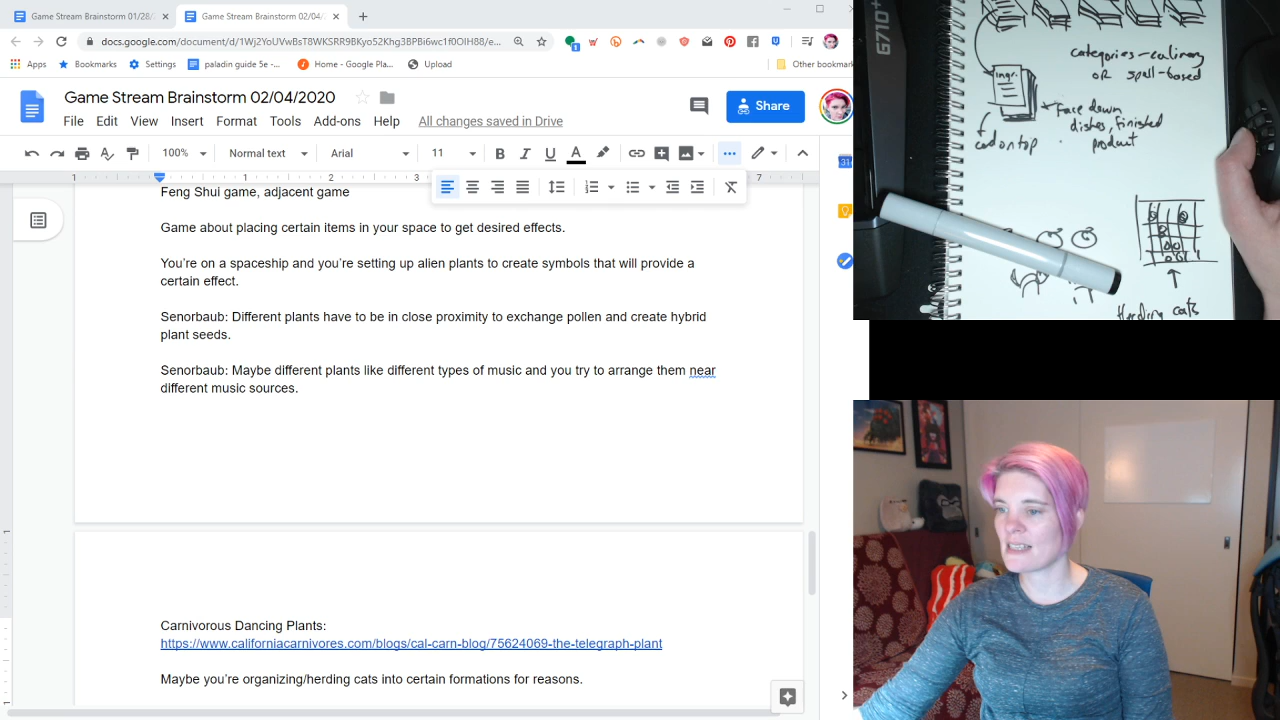 Game Stream Brainstorm 01/28/
Game Stream Brainstorm 02/04/
docs.google.com/document/d/1Wj2YoUVwBsT8WKSRR9BKyo52Khg3BPBi6wc1f0OIH88/e...
Apps
Bookmarks
Settings
paladin guide 5e -...
Home - Google Pla...
Upload
Other bookmark
Game Stream Brainstorm 02/04/2020
Share
File Edit View Insert Format Tools Add-ons Help All changes saved in Drive
100% Normal text Arial 11 B I U A
1 1 2 3 7
Feng Shui game, adjacent game
Game about placing certain items in your space to get desired effects.
You're on a spaceship and you're setting up alien plants to create symbols that will provide a
certain effect.
Senorbaub: Different plants have to be in close proximity to exchange pollen and create hybrid
plant seeds.
Senorbaub: Maybe different plants like different types of music and you try to arrange them near
different music sources.
Carnivorous Dancing Plants:
https://www.californiacarnivores.com/blogs/cal-carn-blog/75624069-the-telegraph-plant
Maybe you're organizing/herding cats into certain formations for reasons.
G710+
categories - culinary
or spell-based
Ingr.
Face down
dishes, finished
product
card on top
Herding cats
31